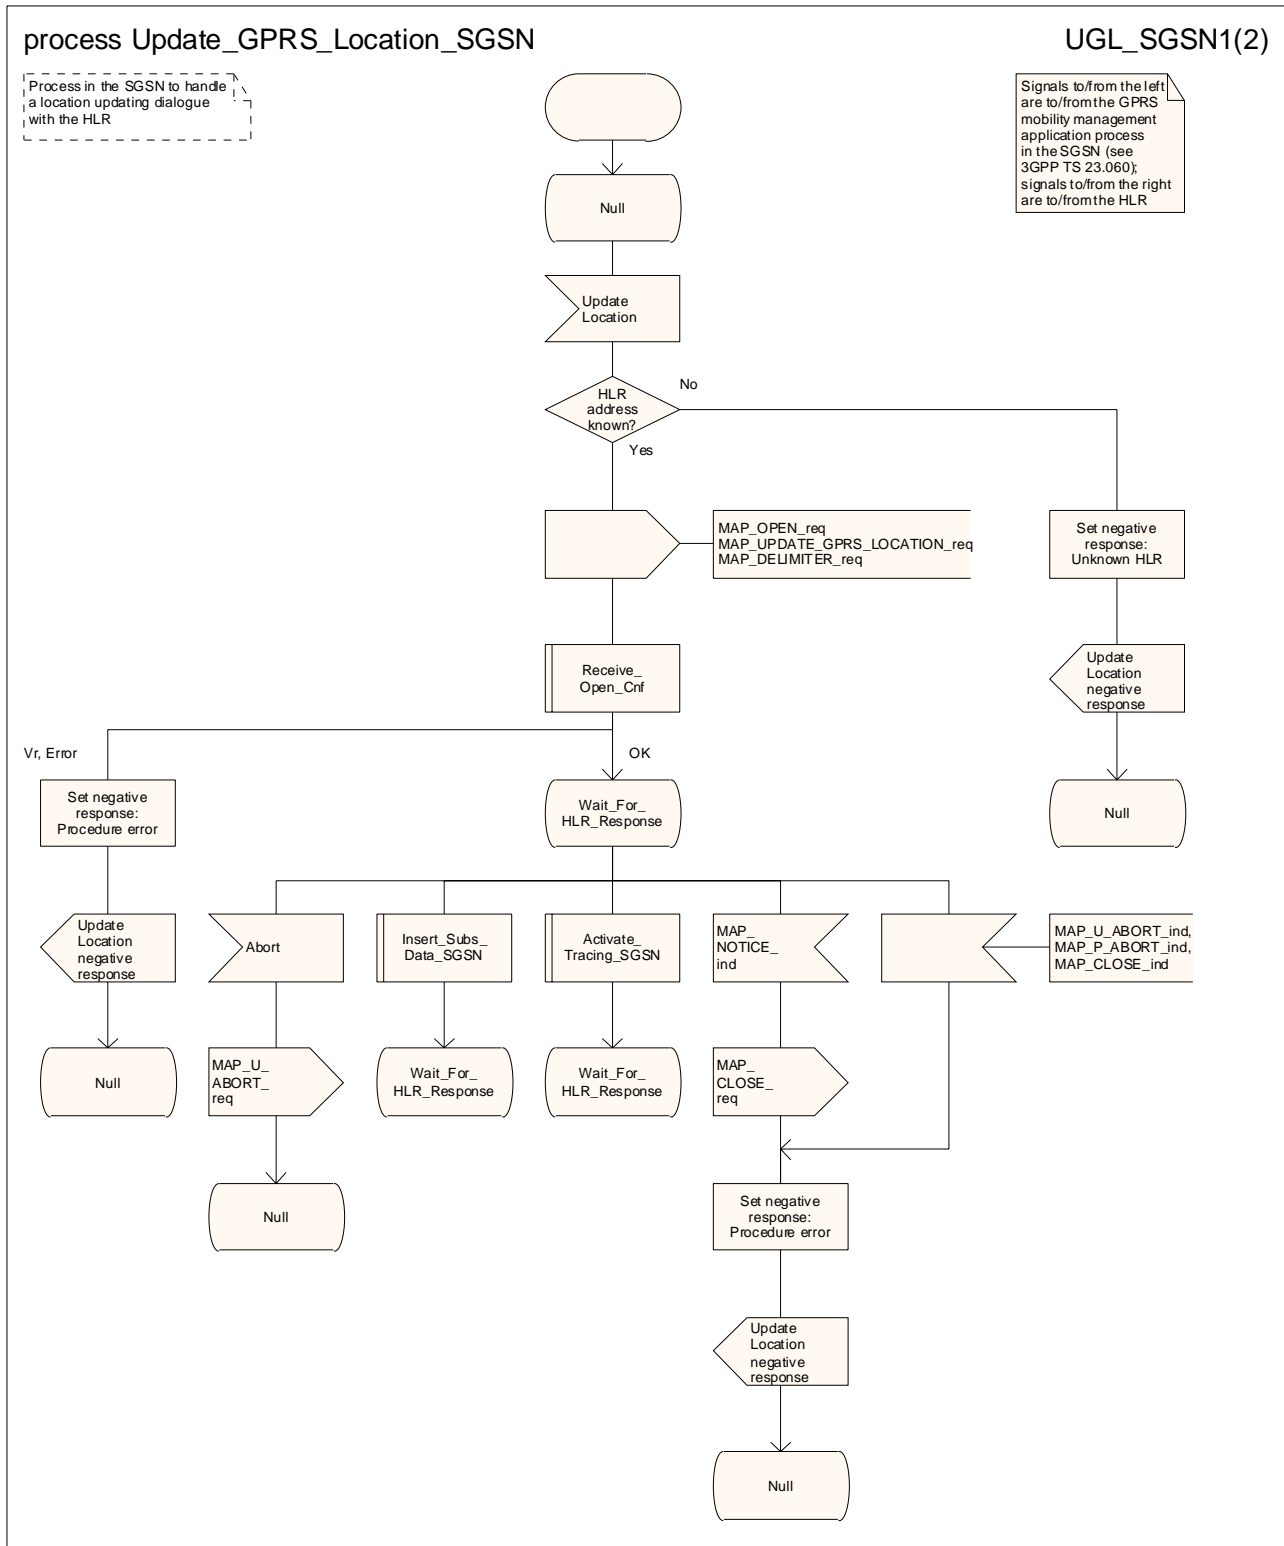 process Update_GPRS_Location_SGSN
UGL_SGSN1(2)
Process in the SGSN to handle
a location updating dialogue
with the HLR
Signals to/from the left
are to/from the GPRS
mobility management
application process
in the SGSN (see
3GPP TS 23.060);
signals to/from the right
are to/from the HLR
Null
Update
Location
HLR
address
known?
No
Yes
MAP_OPEN_req
MAP_UPDATE_GPRS_LOCATION_req
MAP_DELIMITER_req
Set negative
response:
Unknown HLR
Receive_
Open_Cnf
Update
Location
negative
response
Vr, Error
OK
Set negative
response:
Procedure error
Wait_For_
HLR_Response
Null
Update
Location
negative
response
Abort
Insert_Subs_
Data_SGSN
Activate_
Tracing_SGSN
MAP_
NOTICE_
ind
MAP_U_ABORT_ind,
MAP_P_ABORT_ind,
MAP_CLOSE_ind
Null
MAP_U_
ABORT_
req
Wait_For_
HLR_Response
Wait_For_
HLR_Response
MAP_
CLOSE_
req
Null
Set negative
response:
Procedure error
Update
Location
negative
response
Null